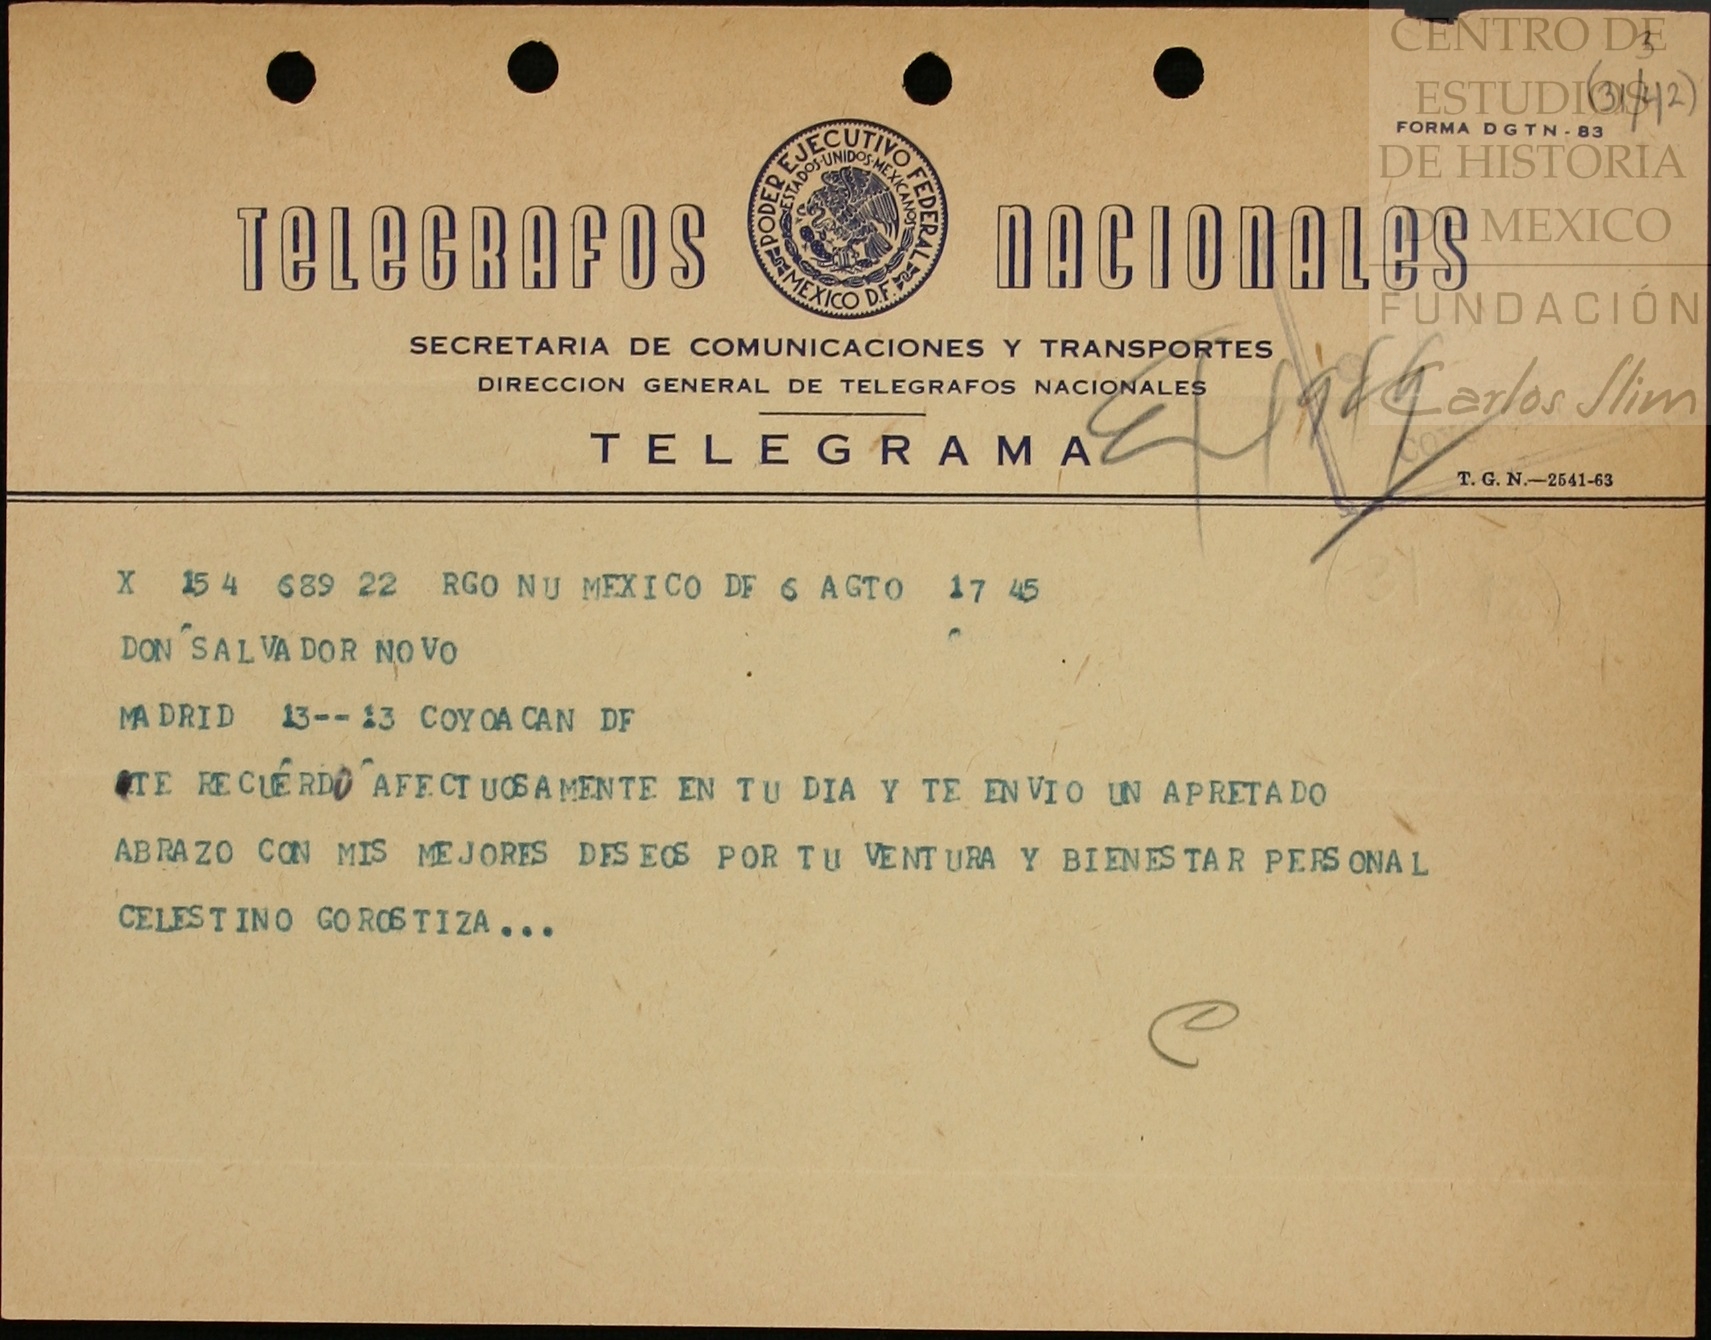 CENTRO DE
ESTUDIOS
DE HISTORIA
DE MEXICO
FUNDACIÓN
Carlos Slim
3
(31/42)
FORMA DGTN-83
TELEGRAFOS NACIONALES
PODER EJECUTIVO FEDERAL
ESTADOS·UNIDOS·MEXICANOS
MEXICO D.F.
SECRETARIA DE COMUNICACIONES Y TRANSPORTES
DIRECCION GENERAL DE TELEGRAFOS NACIONALES
TELEGRAMA
T. G. N.—2541-63
X 154 689 22 RGO NU MEXICO DF 6 AGTO 17 45
DON SALVADOR NOVO
MADRID 13--13 COYOACAN DF
TE RECUERDO AFECTUOSAMENTE EN TU DIA Y TE ENVIO UN APRETADO
ABRAZO CON MIS MEJORES DESEOS POR TU VENTURA Y BIENESTAR PERSONAL
CELESTINO GOROSTIZA...
C